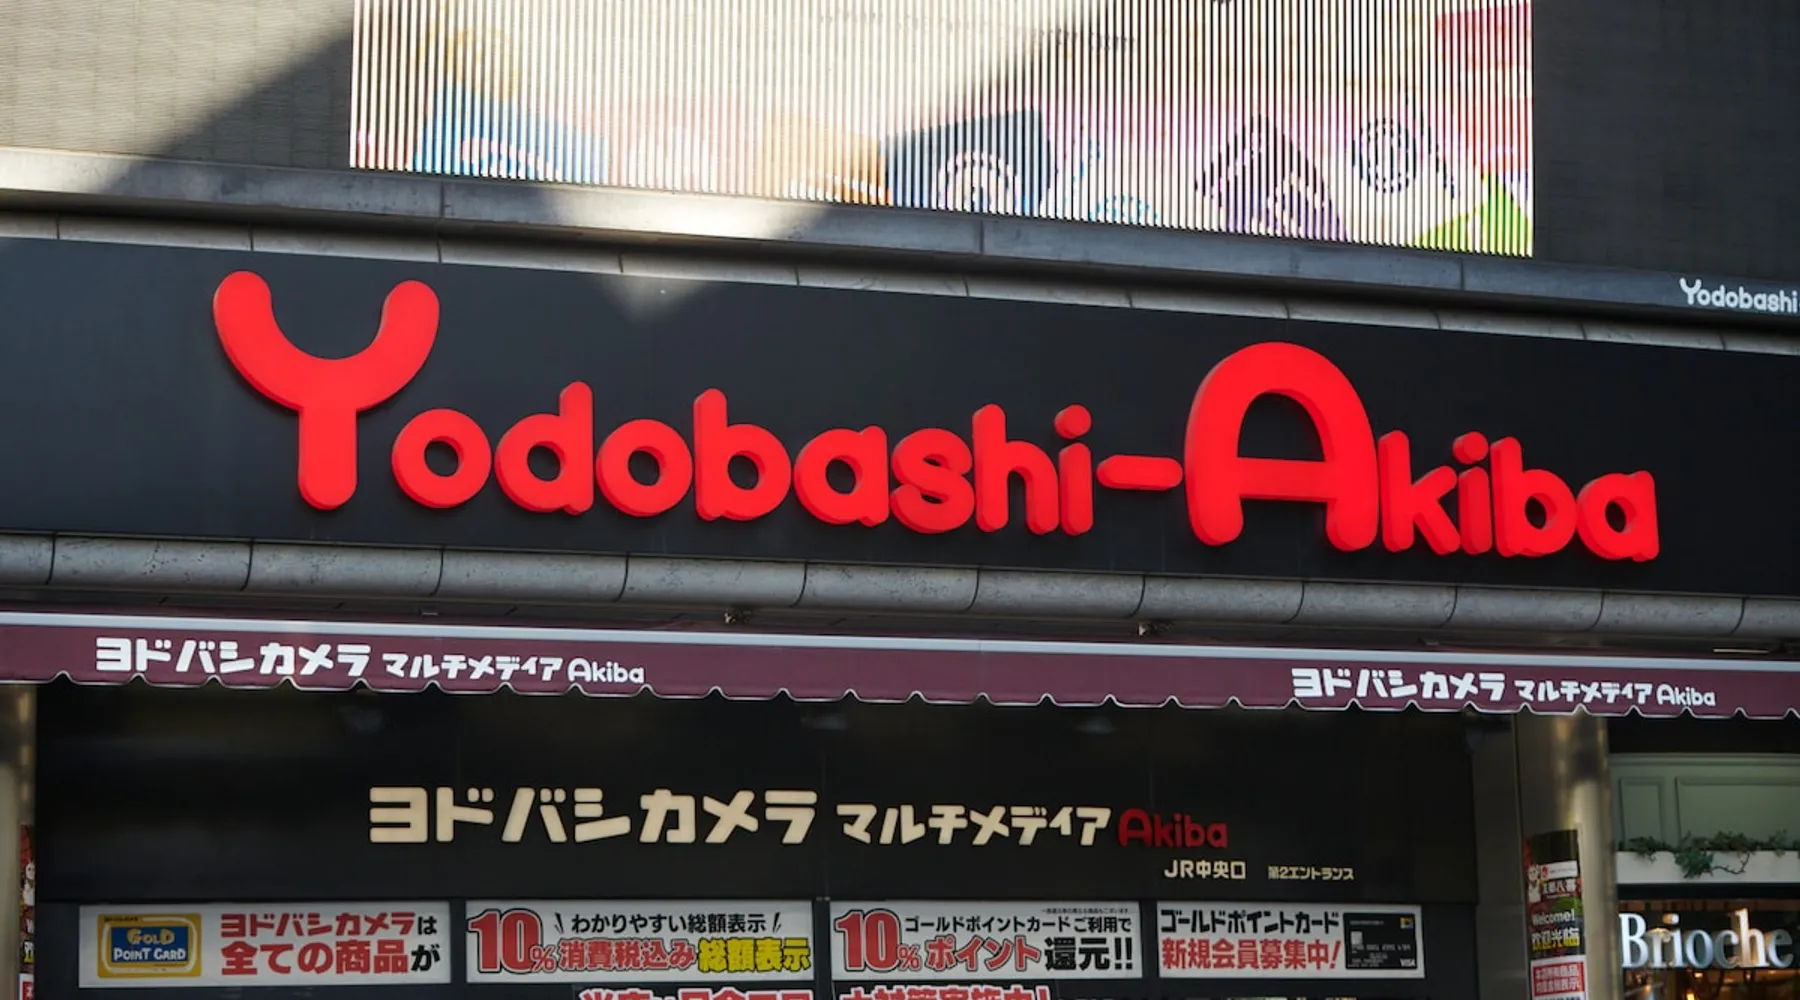 Yodobashi-
Yodobashi-Akiba
ヨドバシカメラ マルチメディア Akiba
ヨドバシカメラ マルチメディア Akiba
ヨドバシカメラ マルチメディア Akiba
JR中央口 第2エントランス
GOLD
POINT CARD
ヨドバシカメラは
全ての商品が
わかりやすい総額表示
10%消費税込み総額表示
ゴールドポイントカードご利用で
10%ポイント還元!!
ゴールドポイントカード
新規会員募集中!
VISA
Welcome!
欢迎光临
Brioche